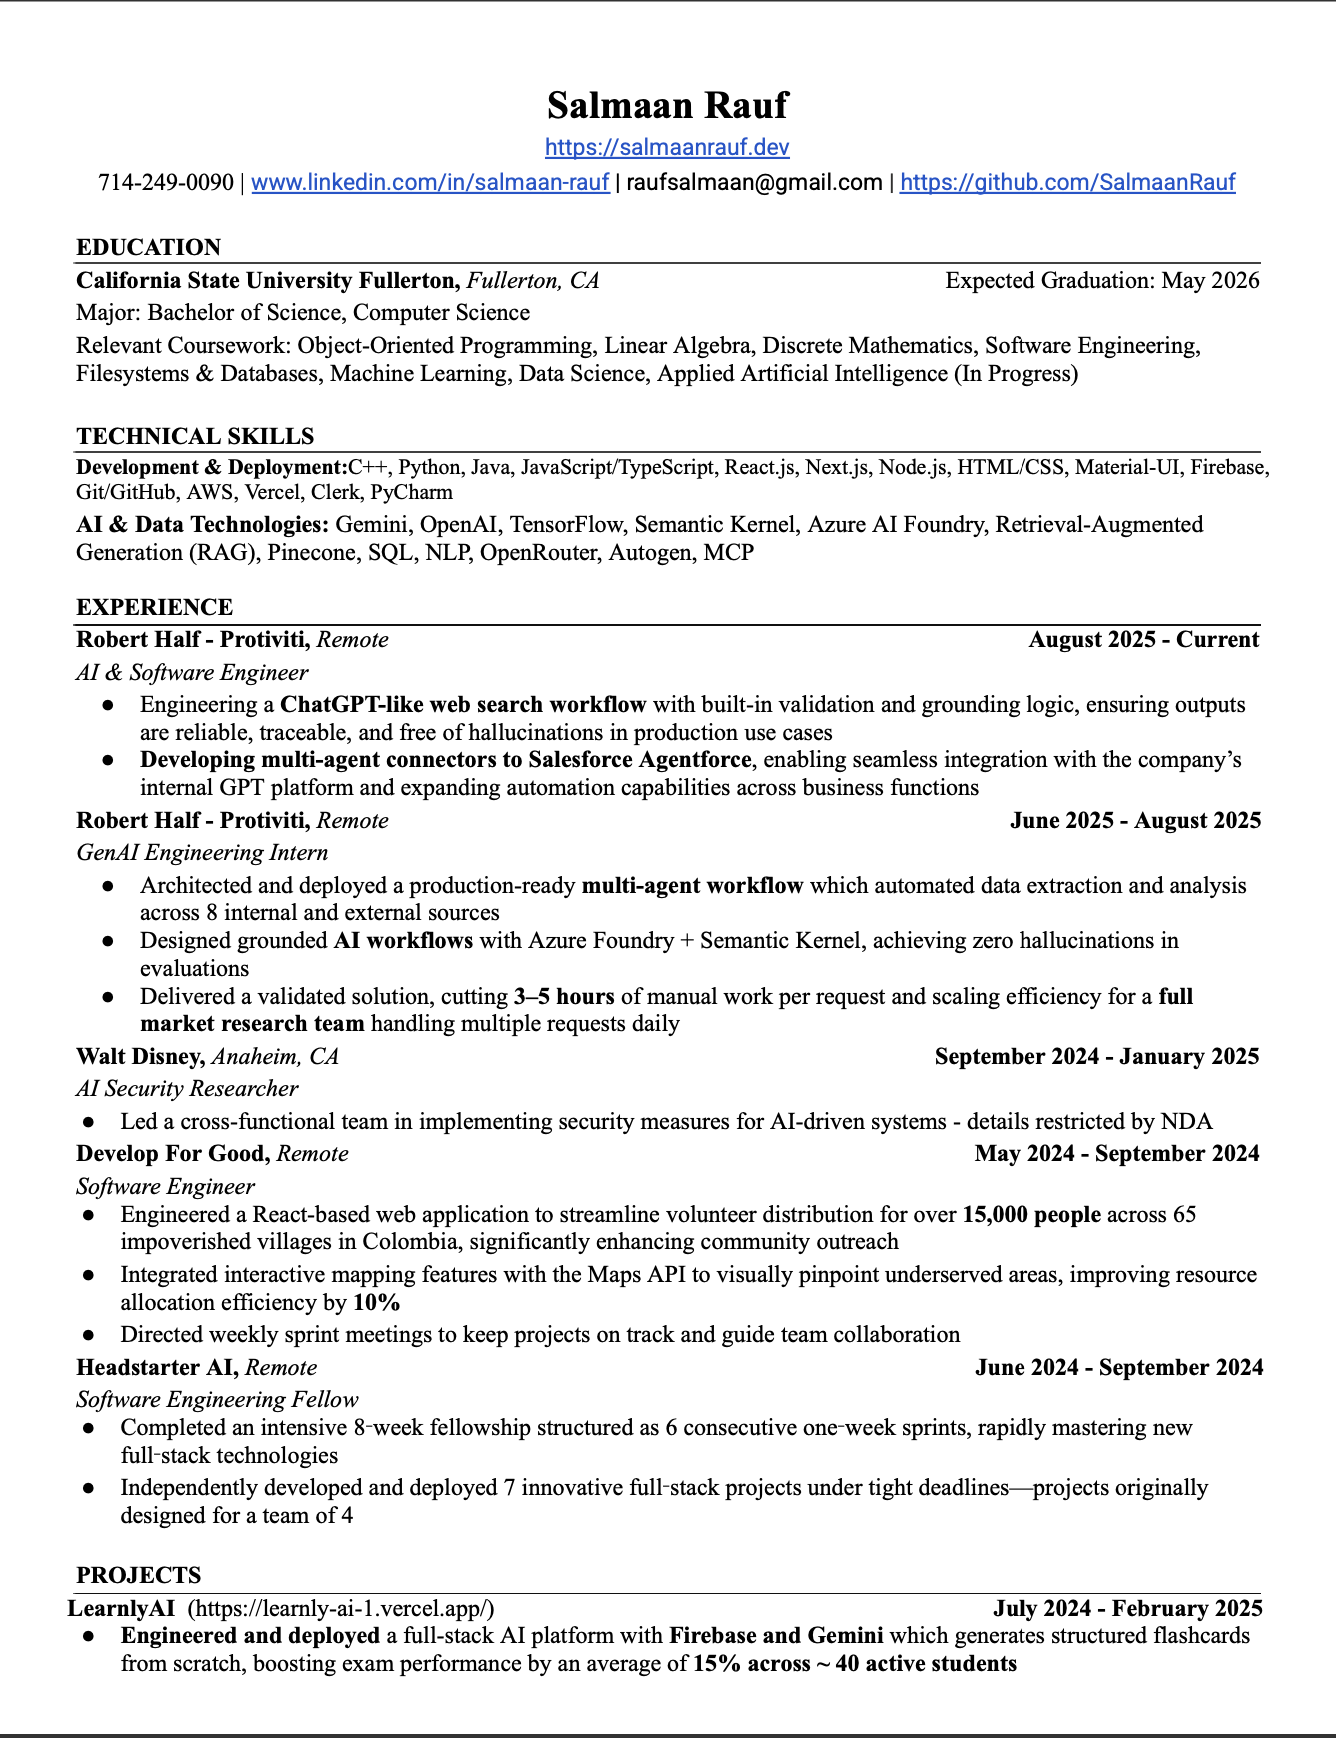 Salmaan Rauf
https://salmaanrauf.dev
714-249-0090 | www.linkedin.com/in/salmaan-rauf | raufsalmaan@gmail.com | https://github.com/SalmaanRauf
EDUCATION
California State University Fullerton, Fullerton, CA Expected Graduation: May 2026
Major: Bachelor of Science, Computer Science
Relevant Coursework: Object-Oriented Programming, Linear Algebra, Discrete Mathematics, Software Engineering,
Filesystems & Databases, Machine Learning, Data Science, Applied Artificial Intelligence (In Progress)
TECHNICAL SKILLS
Development & Deployment:C++, Python, Java, JavaScript/TypeScript, React.js, Next.js, Node.js, HTML/CSS, Material-UI, Firebase,
Git/GitHub, AWS, Vercel, Clerk, PyCharm
AI & Data Technologies: Gemini, OpenAI, TensorFlow, Semantic Kernel, Azure AI Foundry, Retrieval-Augmented
Generation (RAG), Pinecone, SQL, NLP, OpenRouter, Autogen, MCP
EXPERIENCE
Robert Half - Protiviti, Remote August 2025 - Current
AI & Software Engineer
● Engineering a ChatGPT-like web search workflow with built-in validation and grounding logic, ensuring outputs
are reliable, traceable, and free of hallucinations in production use cases
● Developing multi-agent connectors to Salesforce Agentforce, enabling seamless integration with the company’s
internal GPT platform and expanding automation capabilities across business functions
Robert Half - Protiviti, Remote June 2025 - August 2025
GenAI Engineering Intern
● Architected and deployed a production-ready multi-agent workflow which automated data extraction and analysis
across 8 internal and external sources
● Designed grounded AI workflows with Azure Foundry + Semantic Kernel, achieving zero hallucinations in
evaluations
● Delivered a validated solution, cutting 3–5 hours of manual work per request and scaling efficiency for a full
market research team handling multiple requests daily
Walt Disney, Anaheim, CA September 2024 - January 2025
AI Security Researcher
● Led a cross-functional team in implementing security measures for AI-driven systems - details restricted by NDA
Develop For Good, Remote May 2024 - September 2024
Software Engineer
● Engineered a React-based web application to streamline volunteer distribution for over 15,000 people across 65
impoverished villages in Colombia, significantly enhancing community outreach
● Integrated interactive mapping features with the Maps API to visually pinpoint underserved areas, improving resource
allocation efficiency by 10%
● Directed weekly sprint meetings to keep projects on track and guide team collaboration
Headstarter AI, Remote June 2024 - September 2024
Software Engineering Fellow
● Completed an intensive 8-week fellowship structured as 6 consecutive one-week sprints, rapidly mastering new
full-stack technologies
● Independently developed and deployed 7 innovative full-stack projects under tight deadlines—projects originally
designed for a team of 4
PROJECTS
LearnlyAI (https://learnly-ai-1.vercel.app/) July 2024 - February 2025
● Engineered and deployed a full-stack AI platform with Firebase and Gemini which generates structured flashcards
from scratch, boosting exam performance by an average of 15% across ~ 40 active students